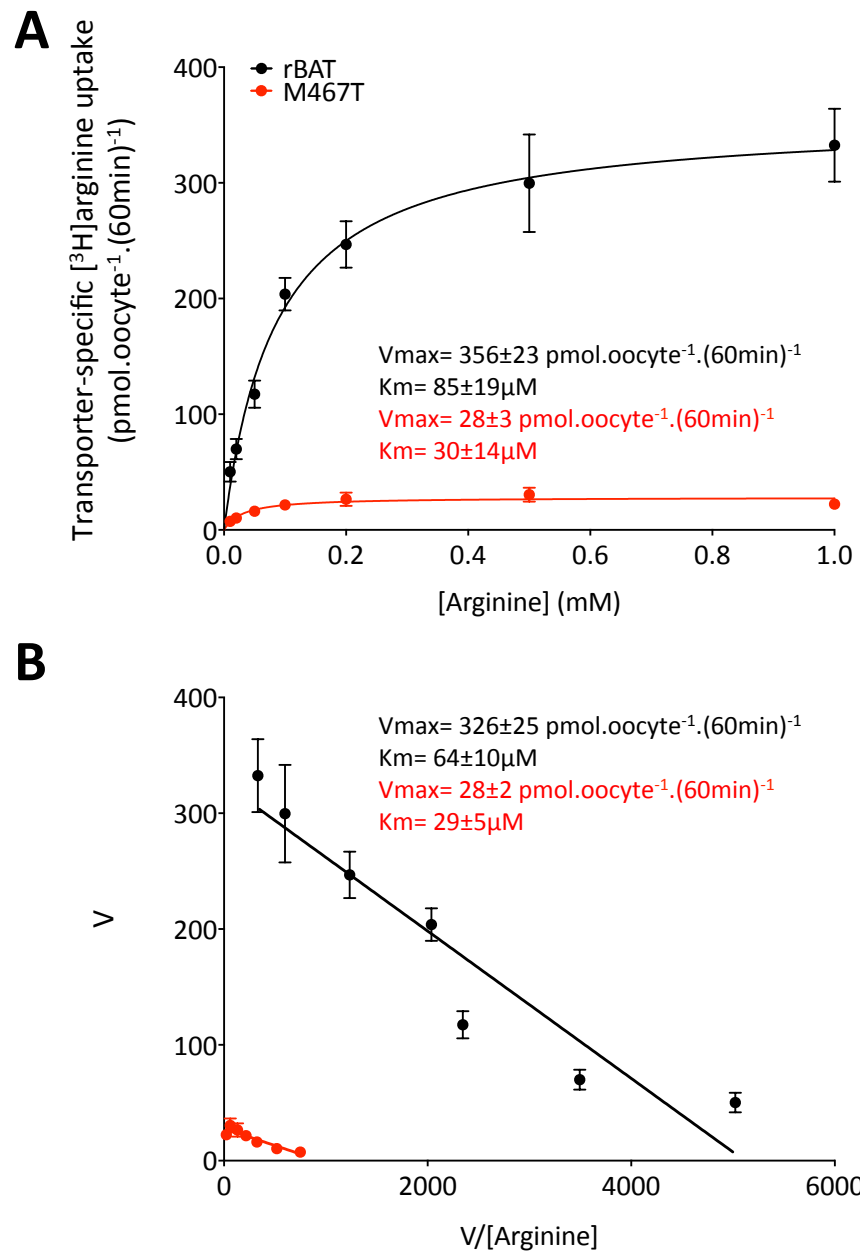 A
Transporter-specific [³H]arginine uptake
(pmol.oocyte⁻¹.(60min)⁻¹)
400
300
200
100
0
rBAT
M467T
Vmax= 356±23 pmol.oocyte⁻¹.(60min)⁻¹
Km= 85±19µM
Vmax= 28±3 pmol.oocyte⁻¹.(60min)⁻¹
Km= 30±14µM
0.0 0.2 0.4 0.6 0.8 1.0
[Arginine] (mM)
B
V
400
300
200
100
0
Vmax= 326±25 pmol.oocyte⁻¹.(60min)⁻¹
Km= 64±10µM
Vmax= 28±2 pmol.oocyte⁻¹.(60min)⁻¹
Km= 29±5µM
0 2000 4000 6000
V/[Arginine]